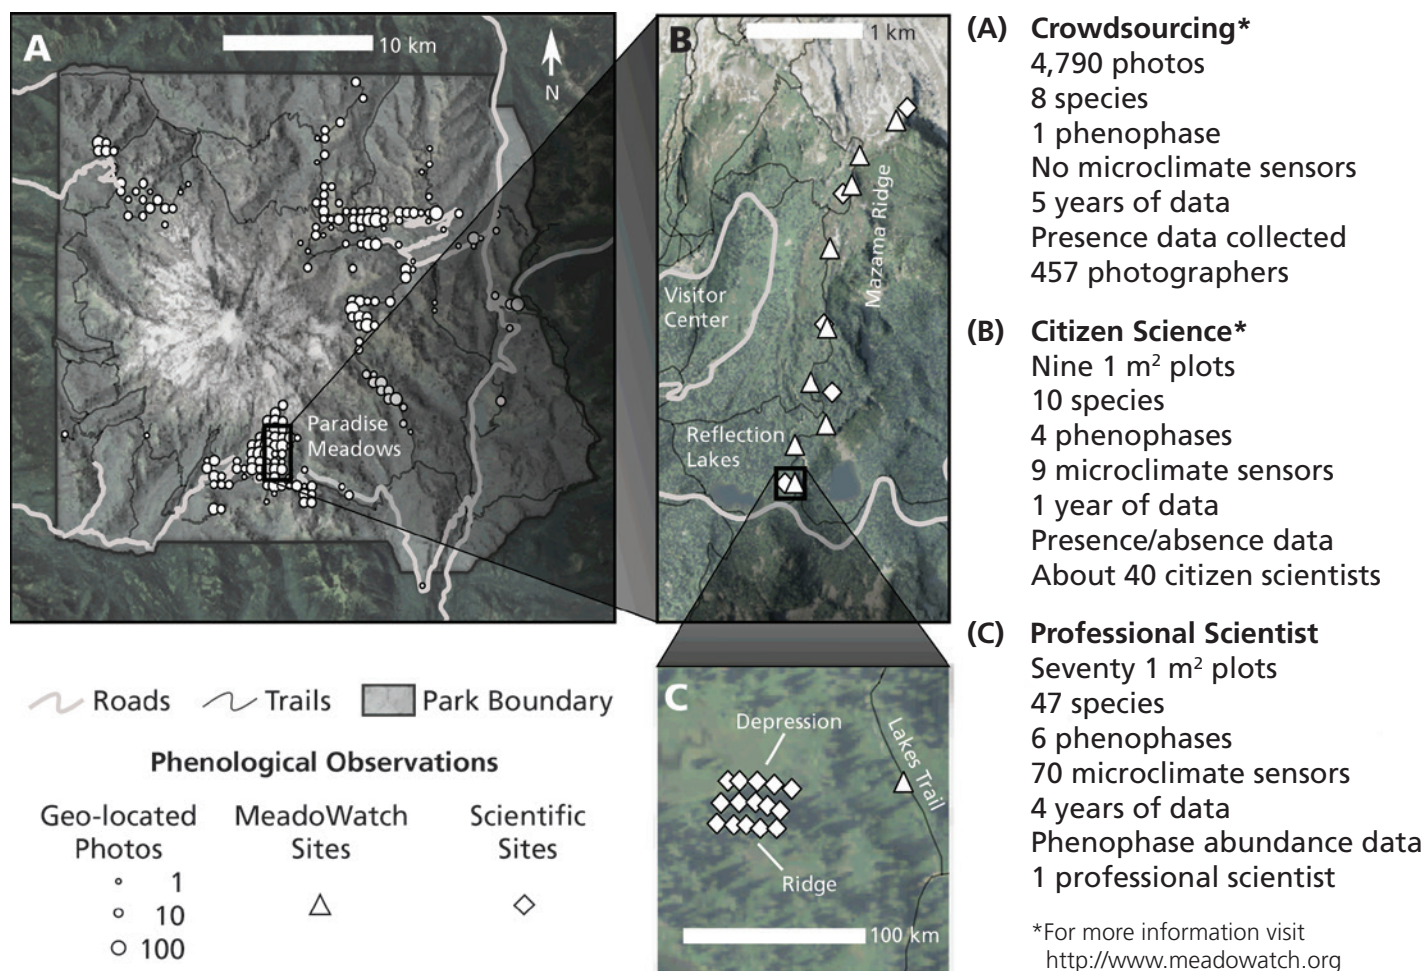 A
10 km
N
Paradise
Meadows
B
1 km
Mazama Ridge
Visitor
Center
Reflection
Lakes
C
Depression
Lakes Trail
Ridge
100 km
Roads
Trails
Park Boundary
Phenological Observations
Geo-located
Photos
1
10
100
MeadoWatch
Sites
Scientific
Sites
(A) Crowdsourcing*
4,790 photos
8 species
1 phenophase
No microclimate sensors
5 years of data
Presence data collected
457 photographers
(B) Citizen Science*
Nine 1 m² plots
10 species
4 phenophases
9 microclimate sensors
1 year of data
Presence/absence data
About 40 citizen scientists
(C) Professional Scientist
Seventy 1 m² plots
47 species
6 phenophases
70 microclimate sensors
4 years of data
Phenophase abundance data
1 professional scientist
*For more information visit
http://www.meadowatch.org